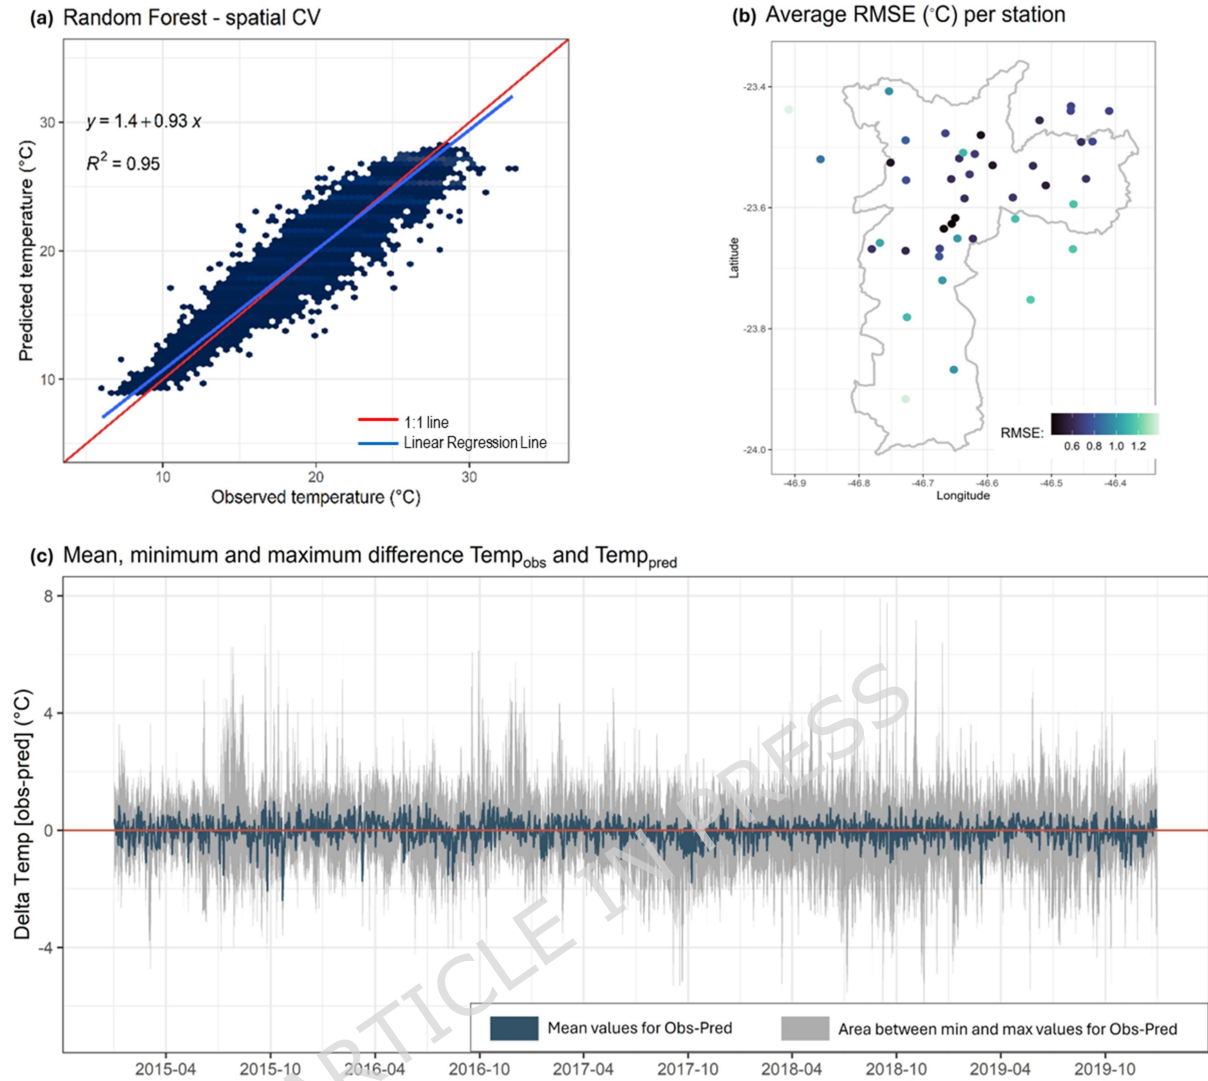 (a) Random Forest - spatial CV
y = 1.4 + 0.93 x
R² = 0.95
Predicted temperature (°C)
30
20
10
1:1 line
Linear Regression Line
10 20 30
Observed temperature (°C)
(b) Average RMSE (°C) per station
Latitude
-23.4
-23.6
-23.8
-24.0
RMSE:
0.6 0.8 1.0 1.2
-46.9 -46.8 -46.7 -46.6 -46.5 -46.4
Longitude
(c) Mean, minimum and maximum difference Tempobs and Temppred
Delta Temp [obs-pred] (°C)
8
4
0
-4
ARTICLE IN PRESS
Mean values for Obs-Pred
Area between min and max values for Obs-Pred
2015-04 2015-10 2016-04 2016-10 2017-04 2017-10 2018-04 2018-10 2019-04 2019-10